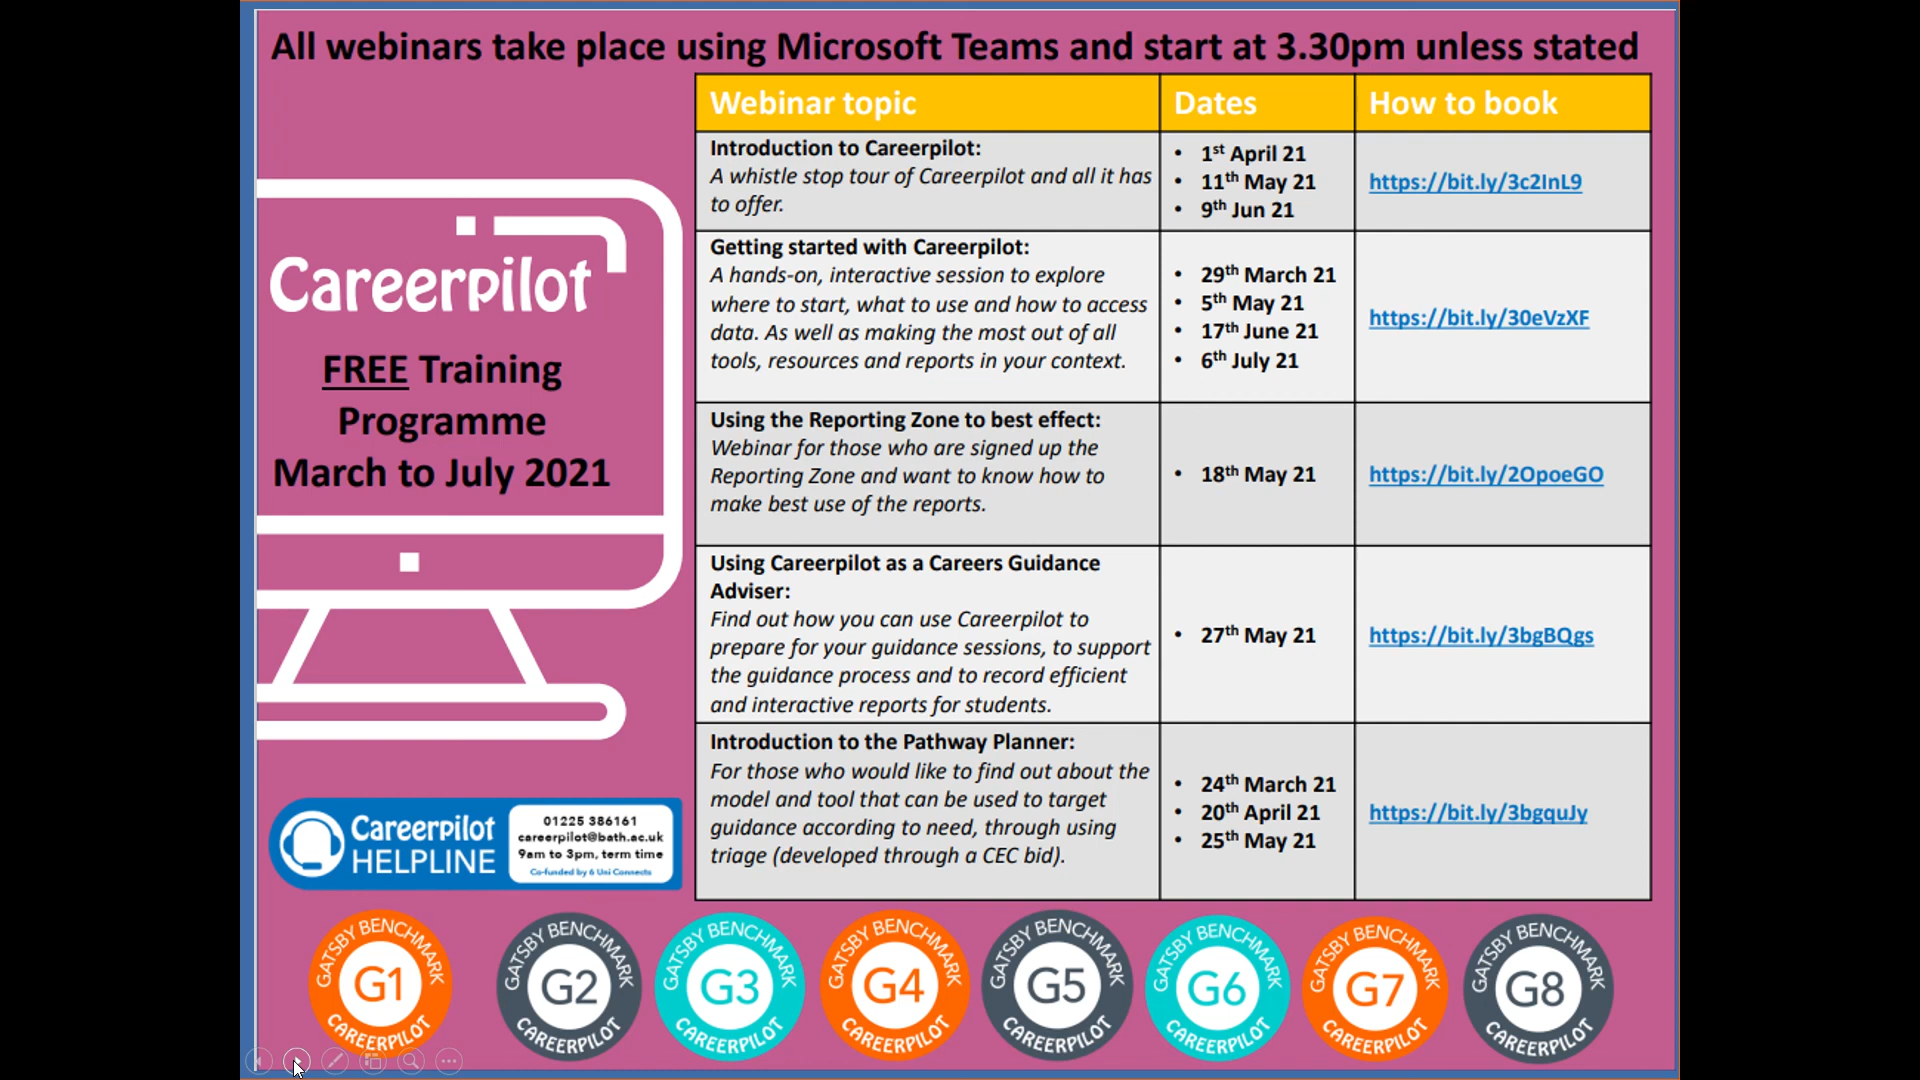 All webinars take place using Microsoft Teams and start at 3.30pm unless stated
Careerpilot
FREE Training
Programme
March to July 2021
Webinar topic
Dates
How to book
Introduction to Careerpilot:
A whistle stop tour of Careerpilot and all it has
to offer.
• 1st April 21
• 11th May 21
• 9th Jun 21
https://bit.ly/3c2InL9
Getting started with Careerpilot:
A hands-on, interactive session to explore
where to start, what to use and how to access
data. As well as making the most out of all
tools, resources and reports in your context.
• 29th March 21
• 5th May 21
• 17th June 21
• 6th July 21
https://bit.ly/30eVzXF
Using the Reporting Zone to best effect:
Webinar for those who are signed up the
Reporting Zone and want to know how to
make best use of the reports.
• 18th May 21
https://bit.ly/2OpoeGO
Using Careerpilot as a Careers Guidance
Adviser:
Find out how you can use Careerpilot to
prepare for your guidance sessions, to support
the guidance process and to record efficient
and interactive reports for students.
• 27th May 21
https://bit.ly/3bgBQgs
Introduction to the Pathway Planner:
For those who would like to find out about the
model and tool that can be used to target
guidance according to need, through using
triage (developed through a CEC bid).
• 24th March 21
• 20th April 21
• 25th May 21
https://bit.ly/3bgquJy
Careerpilot
HELPLINE
01225 386161
careerpilot@bath.ac.uk
9am to 3pm, term time
Co-funded by 6 Uni Connects
GATSBY BENCHMARK
G1
CAREERPILOT
GATSBY BENCHMARK
G2
CAREERPILOT
GATSBY BENCHMARK
G3
CAREERPILOT
GATSBY BENCHMARK
G4
CAREERPILOT
GATSBY BENCHMARK
G5
CAREERPILOT
GATSBY BENCHMARK
G6
CAREERPILOT
GATSBY BENCHMARK
G7
CAREERPILOT
GATSBY BENCHMARK
G8
CAREERPILOT